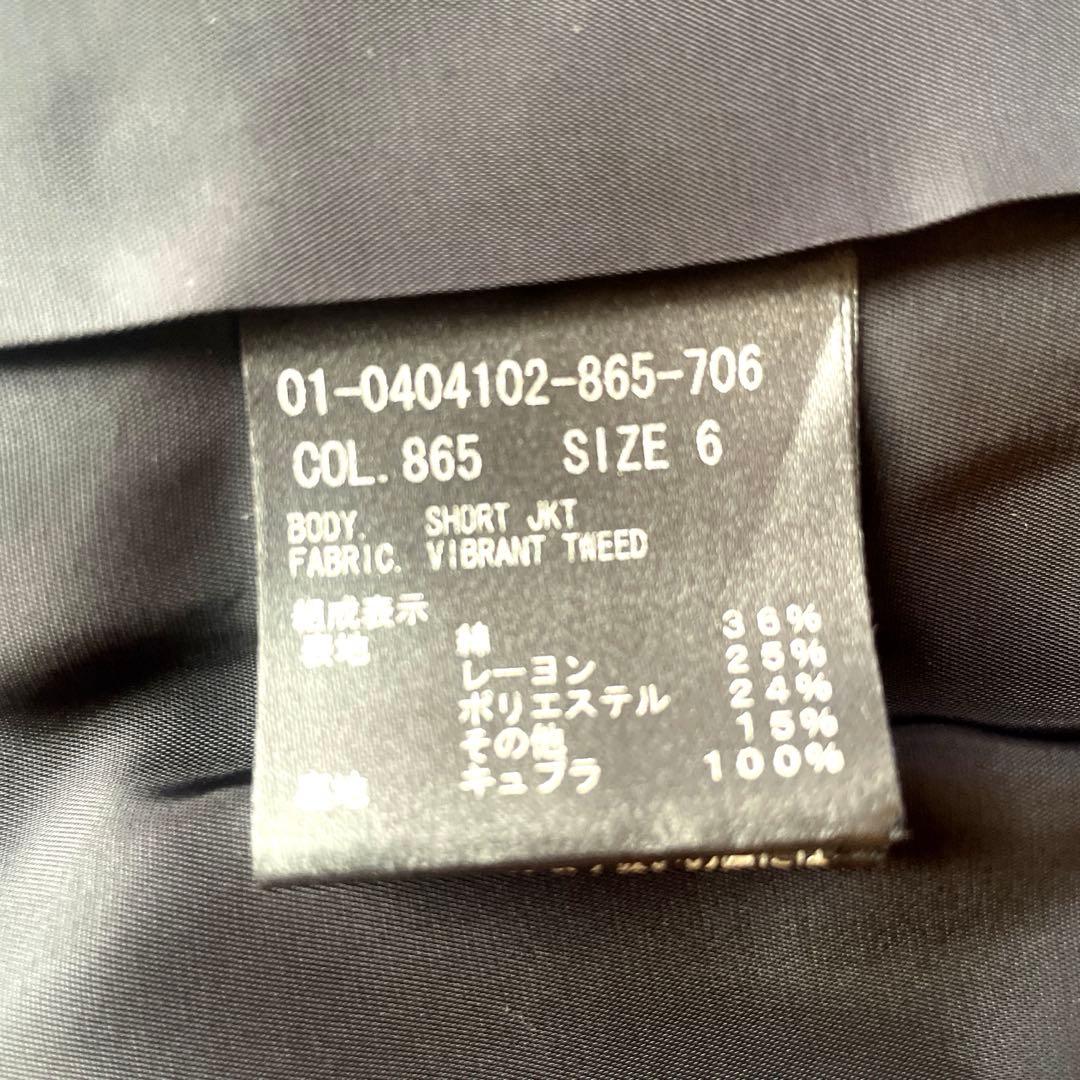 01-0404102-865-706
COL. 865 SIZE 6
BODY. SHORT JKT
FABRIC. VIBRANT TWEED
組成表示
表地 綿 36%
レーヨン 25%
ポリエステル 24%
その他 15%
裏地 キュプラ 100%